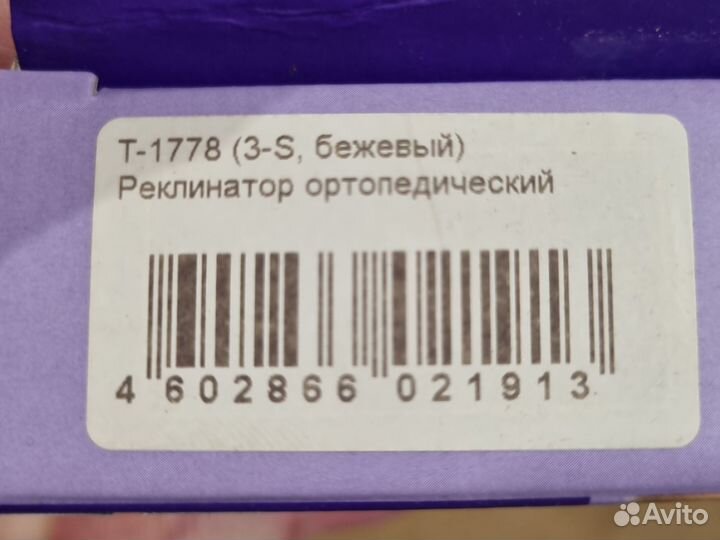 Т-1778 (3-S, бежевый)
Реклинатор ортопедический
4 602866 021913
Avito